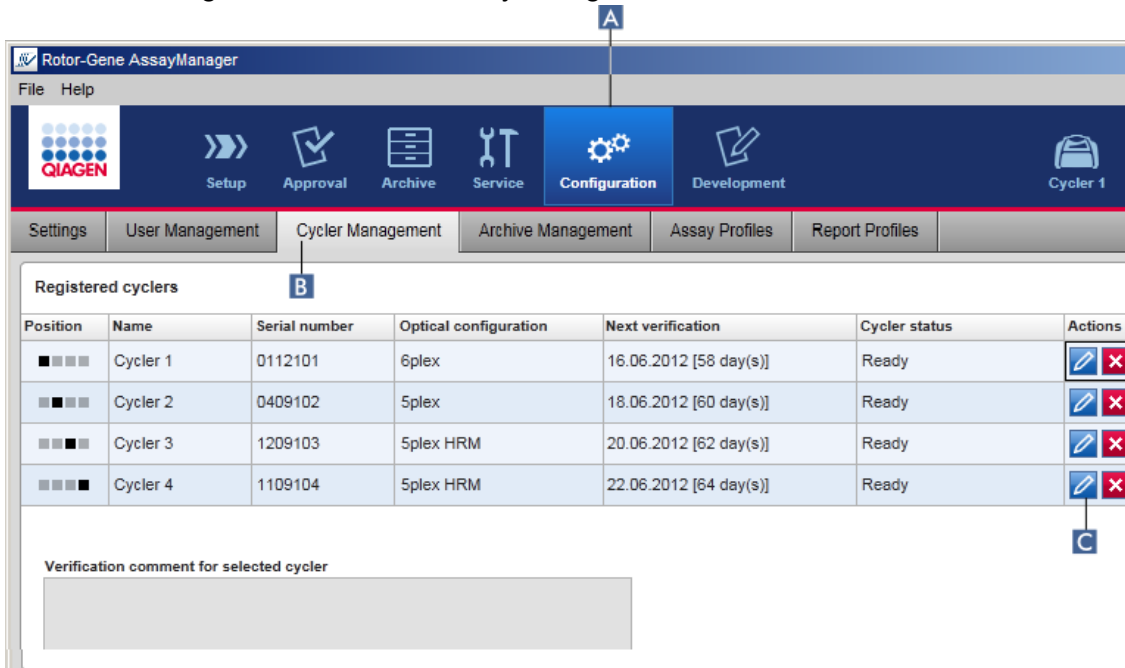 A
Rotor-Gene AssayManager
File Help
QIAGEN
Setup Approval Archive Service Configuration Development Cycler 1
Settings User Management Cycler Management Archive Management Assay Profiles Report Profiles
B
Registered cyclers
Position Name Serial number Optical configuration Next verification Cycler status Actions
Cycler 1 0112101 6plex 16.06.2012 [58 day(s)] Ready
Cycler 2 0409102 5plex 18.06.2012 [60 day(s)] Ready
Cycler 3 1209103 5plex HRM 20.06.2012 [62 day(s)] Ready
Cycler 4 1109104 5plex HRM 22.06.2012 [64 day(s)] Ready
C
Verification comment for selected cycler